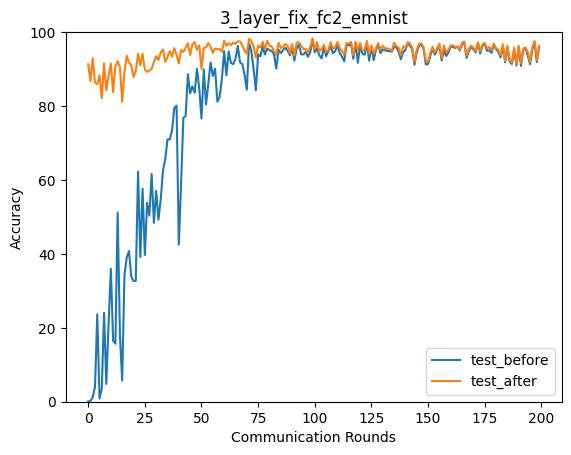 3_layer_fix_fc2_emnist
Accuracy
100
80
60
40
20
0
0 25 50 75 100 125 150 175 200
Communication Rounds
test_before
test_after